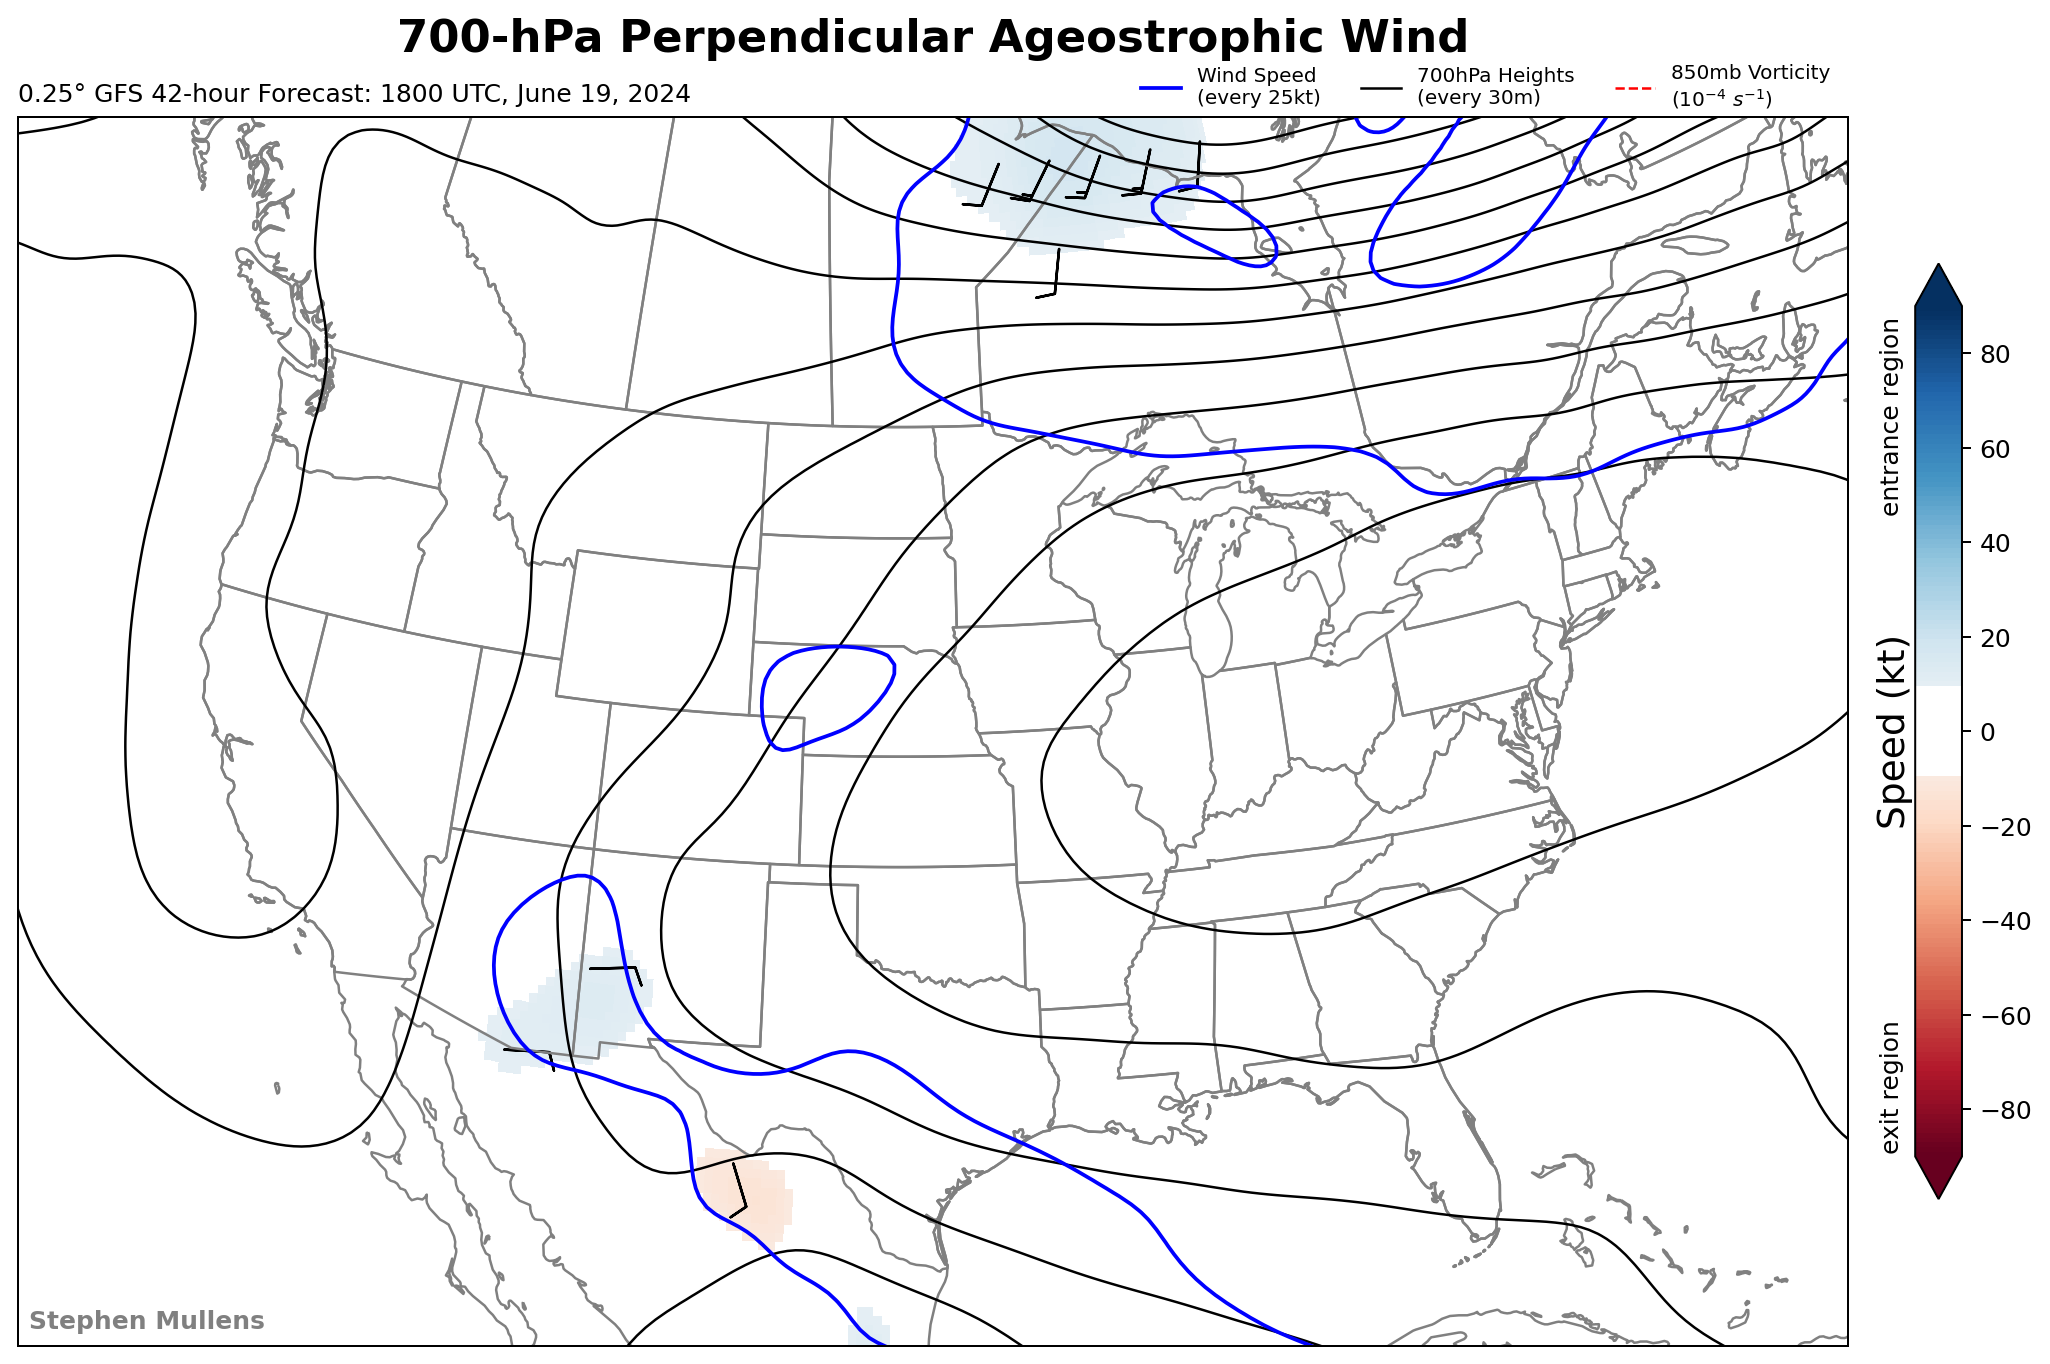 700-hPa Perpendicular Ageostrophic Wind
0.25° GFS 42-hour Forecast: 1800 UTC, June 19, 2024
Wind Speed
(every 25kt)
700hPa Heights
(every 30m)
850mb Vorticity
(10⁻⁴ s⁻¹)
entrance region
Speed (kt)
exit region
80
60
40
20
0
−20
−40
−60
−80
Stephen Mullens